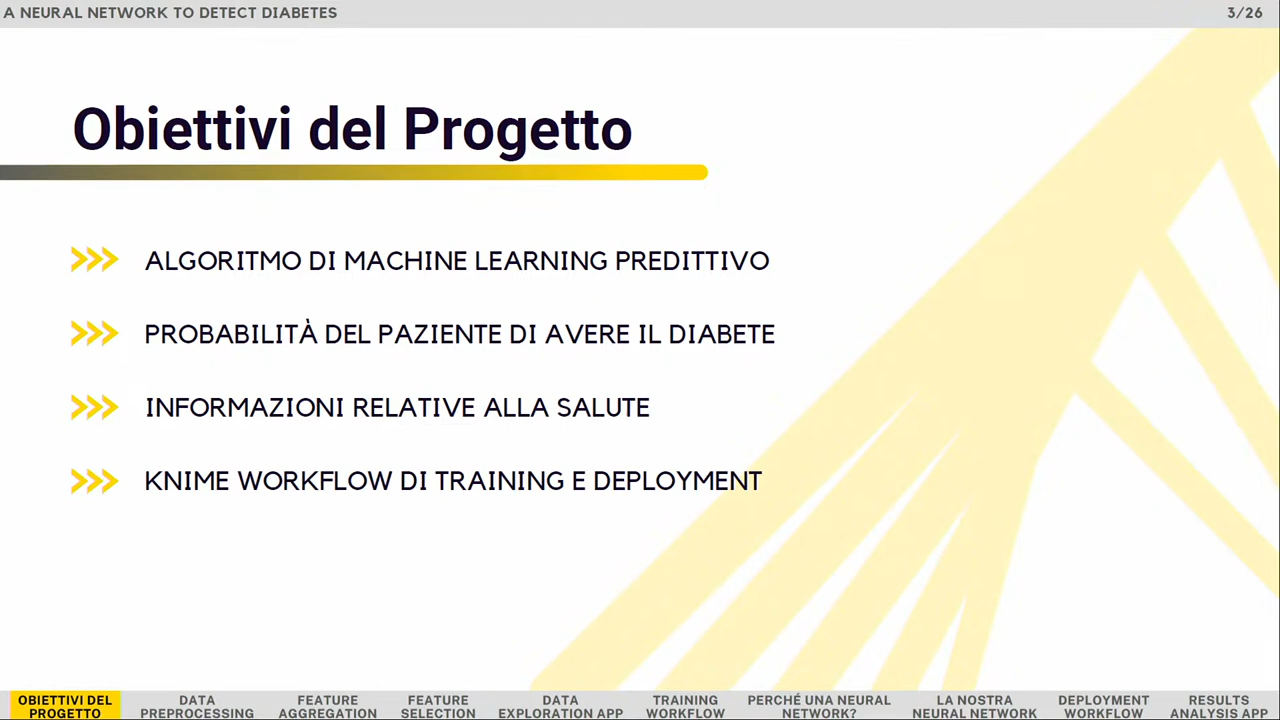 A NEURAL NETWORK TO DETECT DIABETES
3/26
Obiettivi del Progetto
ALGORITMO DI MACHINE LEARNING PREDITTIVO
PROBABILITÀ DEL PAZIENTE DI AVERE IL DIABETE
INFORMAZIONI RELATIVE ALLA SALUTE
KNIME WORKFLOW DI TRAINING E DEPLOYMENT
OBIETTIVI DEL
PROGETTO
DATA
PREPROCESSING
FEATURE
AGGREGATION
FEATURE
SELECTION
DATA
EXPLORATION APP
TRAINING
WORKFLOW
PERCHÉ UNA NEURAL
NETWORK?
LA NOSTRA
NEURAL NETWORK
DEPLOYMENT
WORKFLOW
RESULTS
ANALYSIS APP